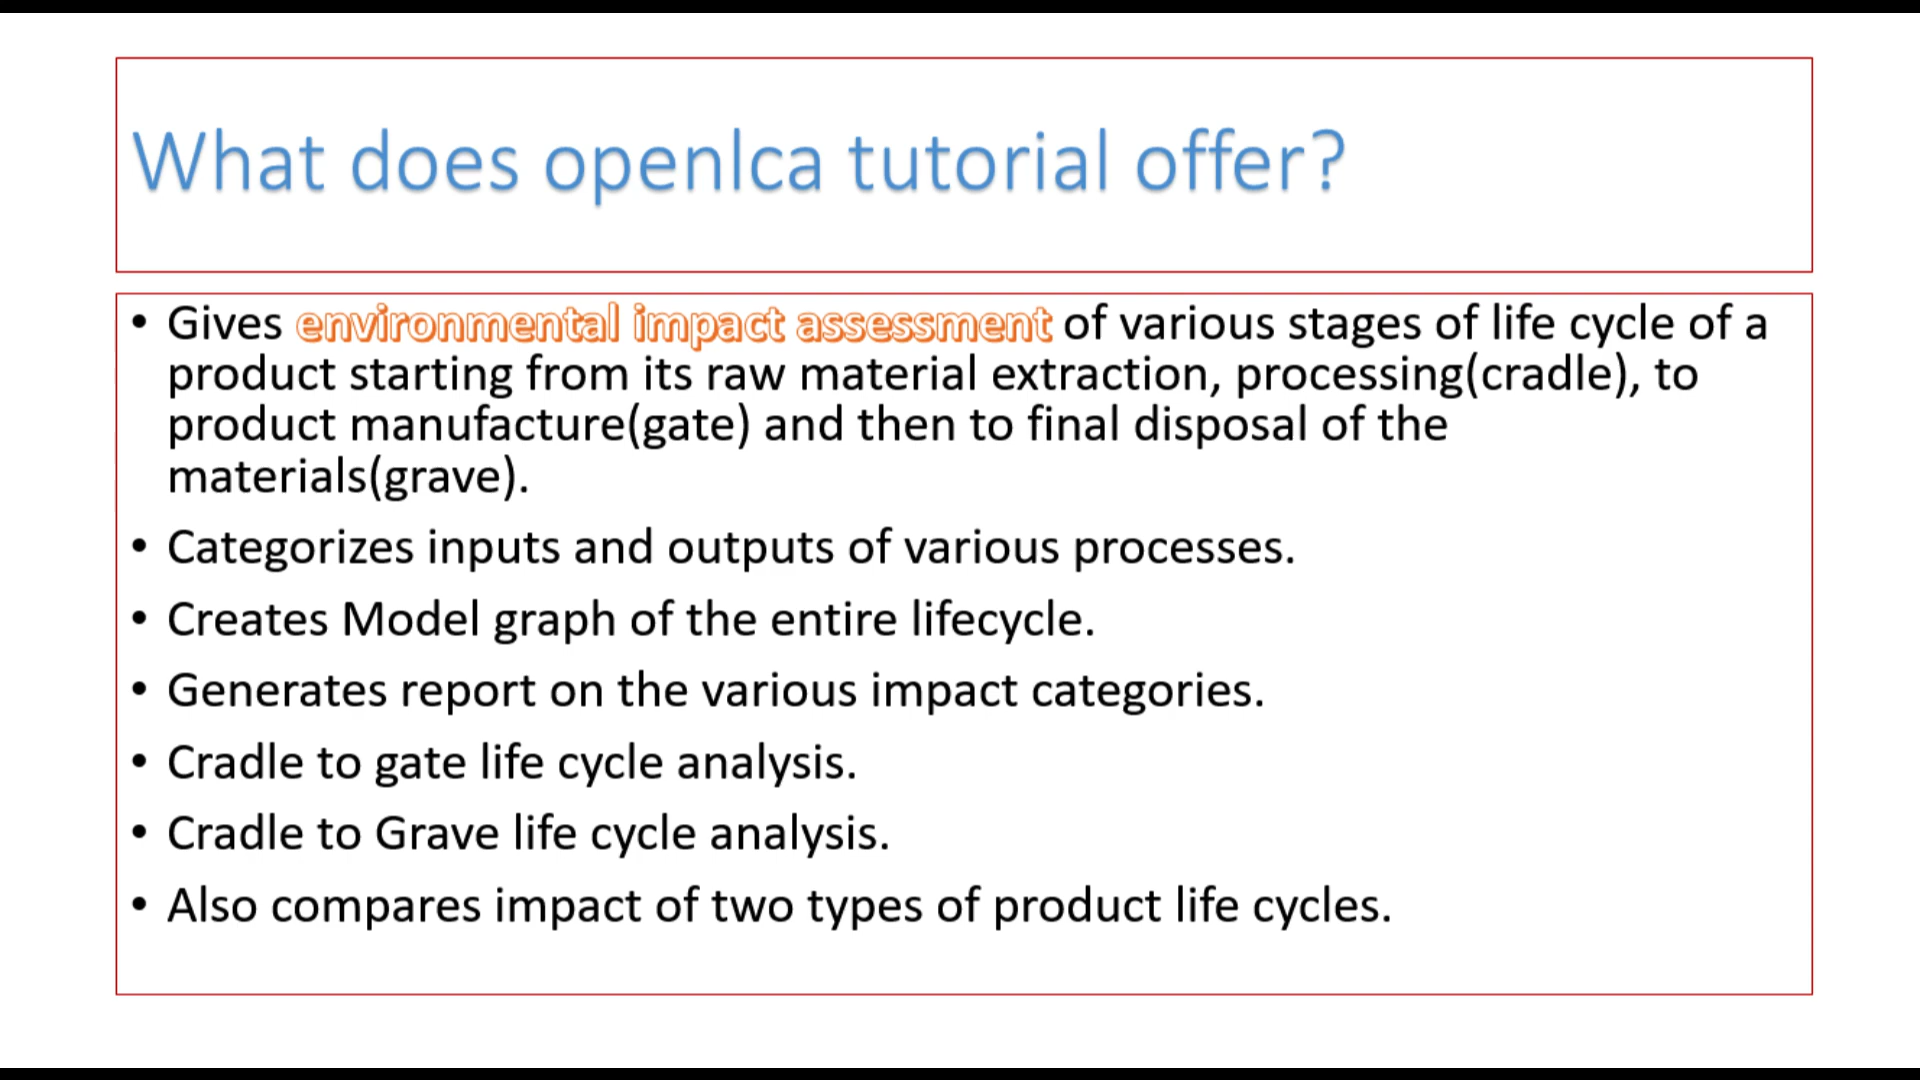 What does openlca tutorial offer?
• Gives environmental impact assessment of various stages of life cycle of a
product starting from its raw material extraction, processing(cradle), to
product manufacture(gate) and then to final disposal of the
materials(grave).
• Categorizes inputs and outputs of various processes.
• Creates Model graph of the entire lifecycle.
• Generates report on the various impact categories.
• Cradle to gate life cycle analysis.
• Cradle to Grave life cycle analysis.
• Also compares impact of two types of product life cycles.